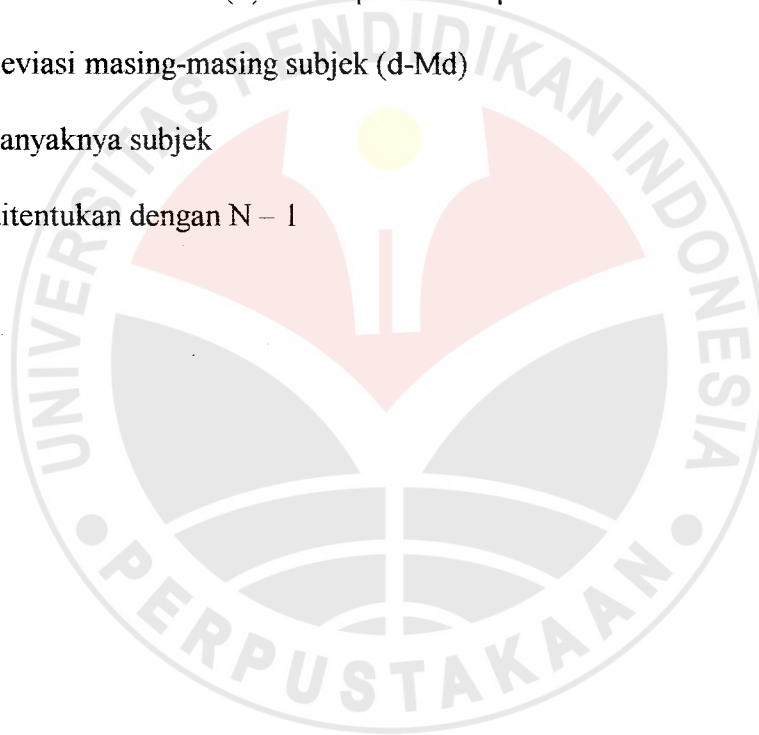 eviasi masing-masing subjek (d-Md)
anyaknya subjek
itentukan dengan N – 1
UNIVERSITAS PENDIDIKAN INDONESIA
PERPUSTAKAAN